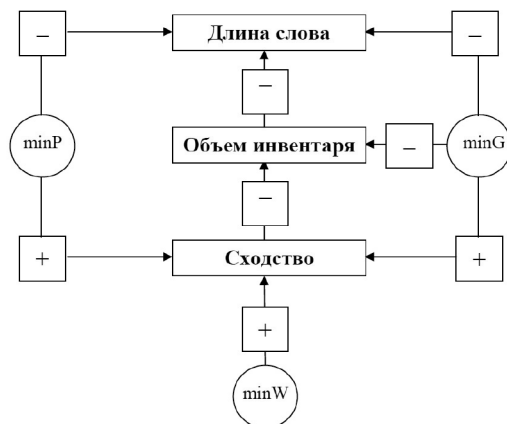 − Длина слова −
−
minP Объем инвентаря − minG
−
+ Сходство +
+
minW